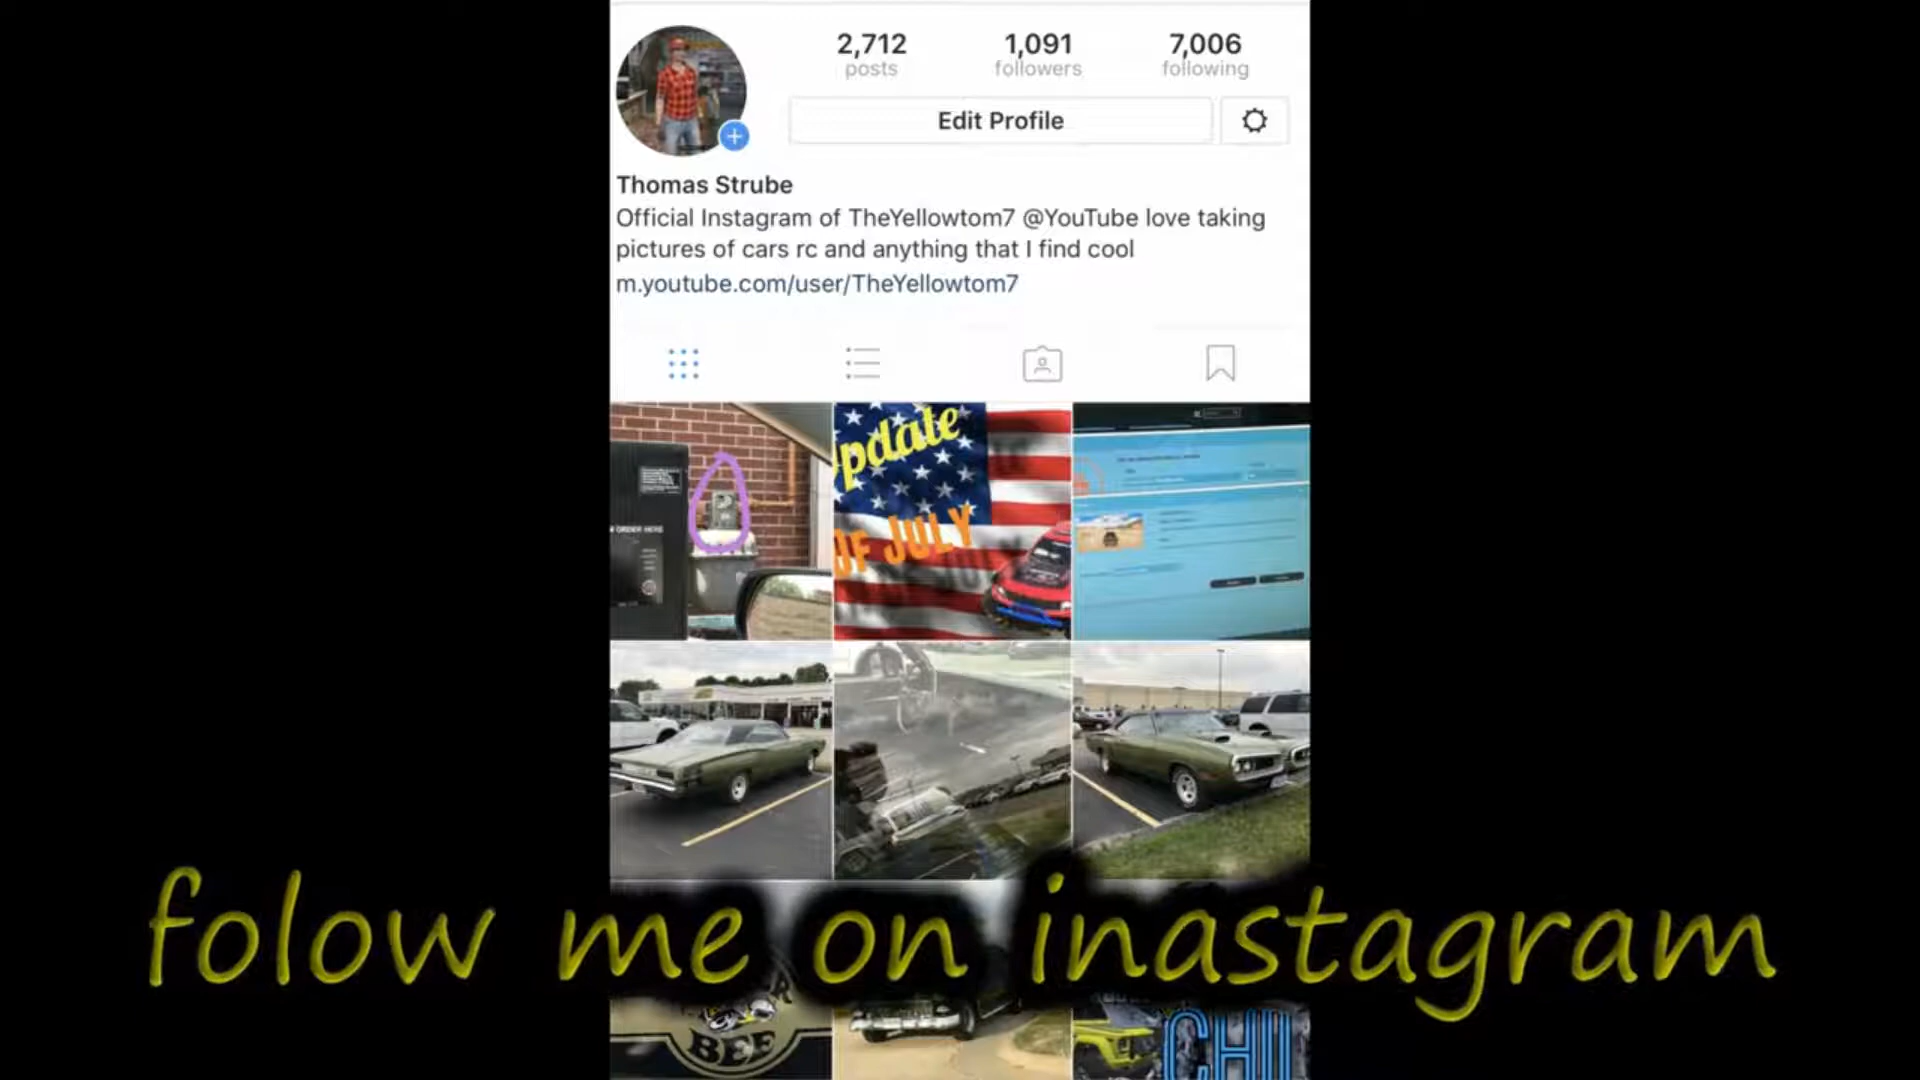 2,712 1,091 7,006
posts followers following
Edit Profile
Thomas Strube
Official Instagram of TheYellowtom7 @YouTube love taking
pictures of cars rc and anything that I find cool
m.youtube.com/user/TheYellowtom7
ORDER HERE
pdate
OF JULY
folow me on inastagram
BEE
CHI